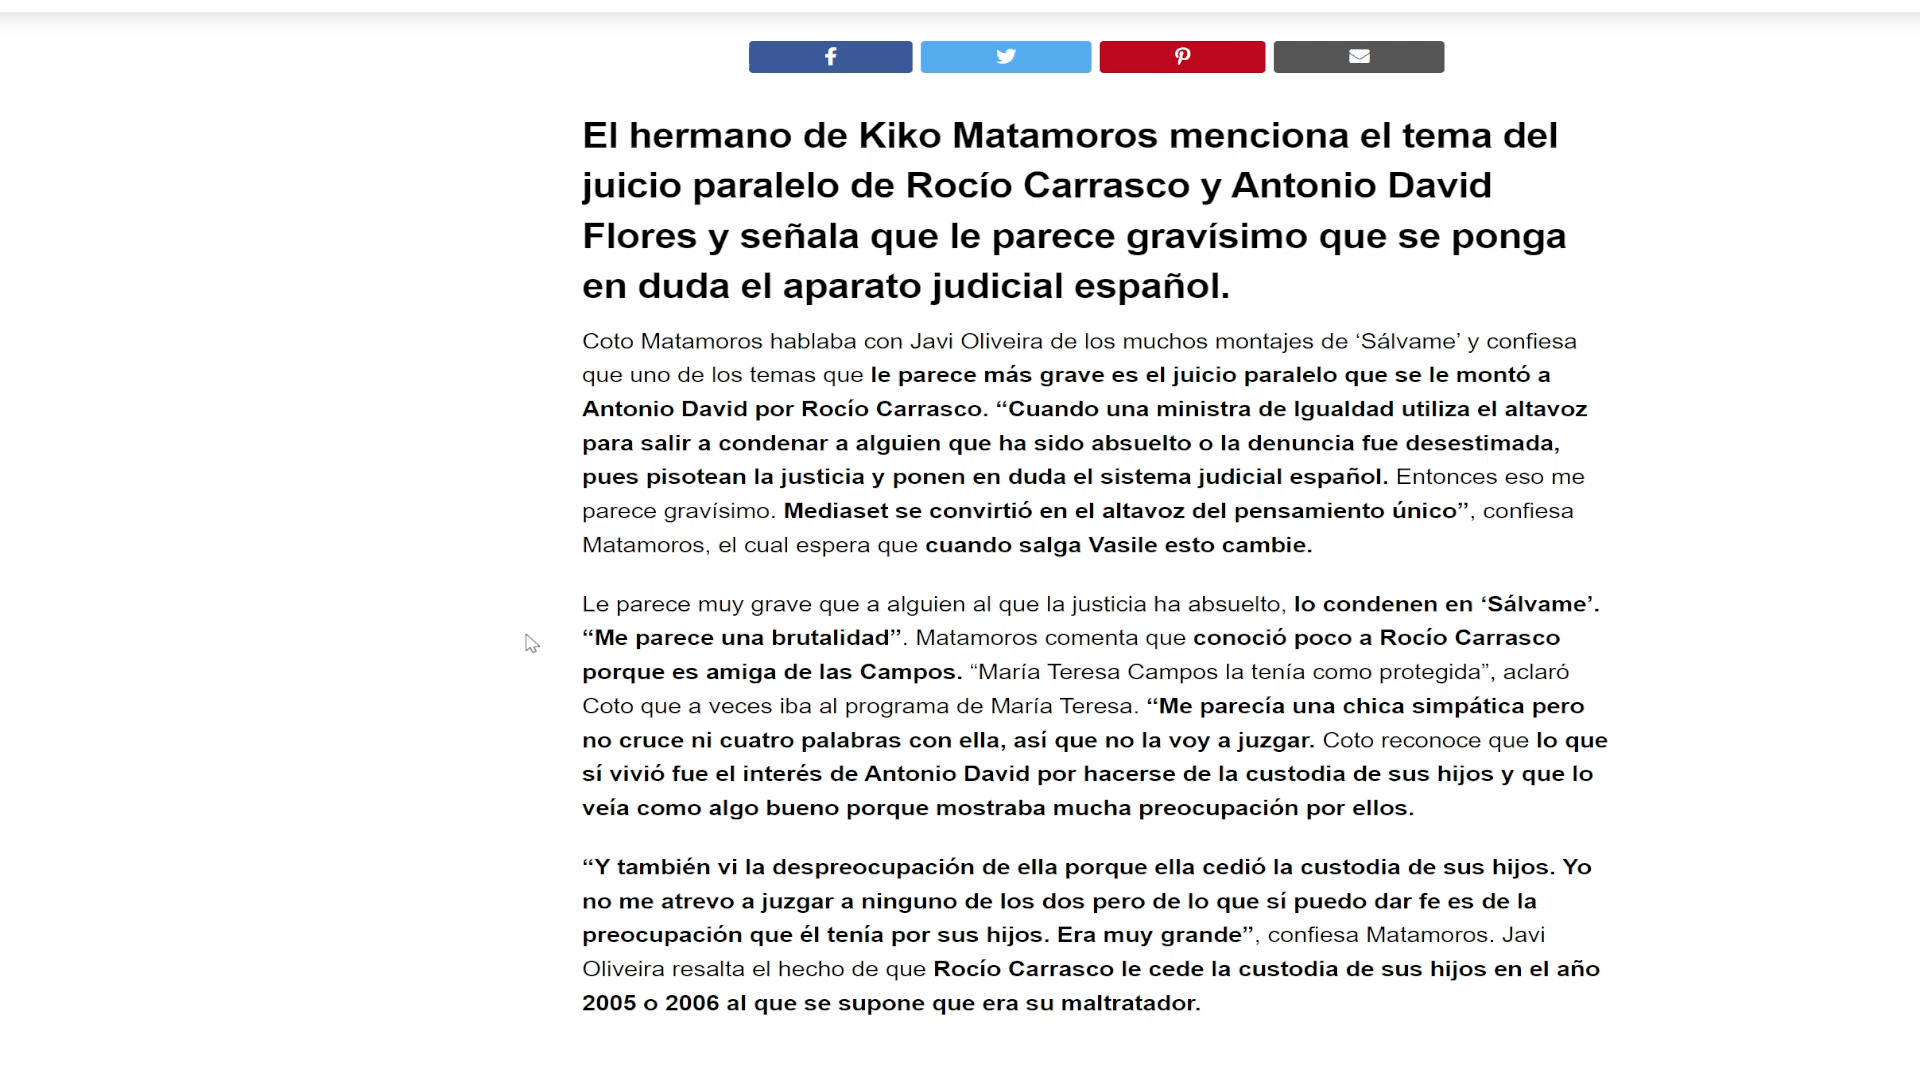 El hermano de Kiko Matamoros menciona el tema del
juicio paralelo de Rocío Carrasco y Antonio David
Flores y señala que le parece gravísimo que se ponga
en duda el aparato judicial español.
Coto Matamoros hablaba con Javi Oliveira de los muchos montajes de ‘Sálvame’ y confiesa
que uno de los temas que le parece más grave es el juicio paralelo que se le montó a
Antonio David por Rocío Carrasco. “Cuando una ministra de Igualdad utiliza el altavoz
para salir a condenar a alguien que ha sido absuelto o la denuncia fue desestimada,
pues pisotean la justicia y ponen en duda el sistema judicial español. Entonces eso me
parece gravísimo. Mediaset se convirtió en el altavoz del pensamiento único”, confiesa
Matamoros, el cual espera que cuando salga Vasile esto cambie.
Le parece muy grave que a alguien al que la justicia ha absuelto, lo condenen en ‘Sálvame’.
“Me parece una brutalidad”. Matamoros comenta que conoció poco a Rocío Carrasco
porque es amiga de las Campos. “María Teresa Campos la tenía como protegida”, aclaró
Coto que a veces iba al programa de María Teresa. “Me parecía una chica simpática pero
no cruce ni cuatro palabras con ella, así que no la voy a juzgar. Coto reconoce que lo que
sí vivió fue el interés de Antonio David por hacerse de la custodia de sus hijos y que lo
veía como algo bueno porque mostraba mucha preocupación por ellos.
“Y también vi la despreocupación de ella porque ella cedió la custodia de sus hijos. Yo
no me atrevo a juzgar a ninguno de los dos pero de lo que sí puedo dar fe es de la
preocupación que él tenía por sus hijos. Era muy grande”, confiesa Matamoros. Javi
Oliveira resalta el hecho de que Rocío Carrasco le cede la custodia de sus hijos en el año
2005 o 2006 al que se supone que era su maltratador.